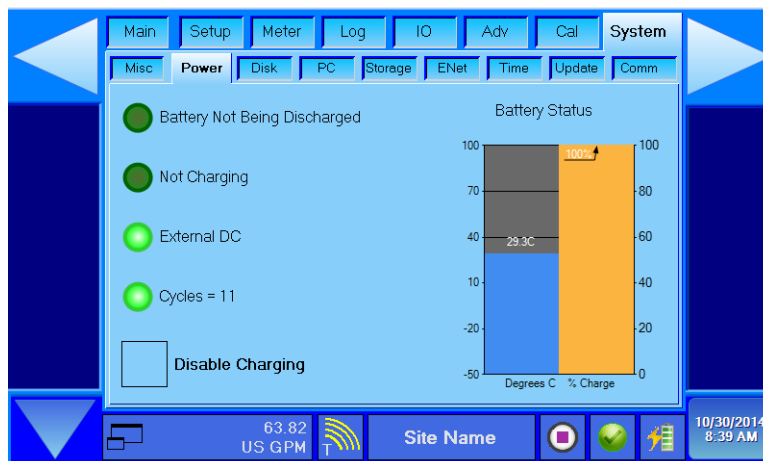 Main Setup Meter Log IO Adv Cal System
Misc Power Disk PC Storage ENet Time Update Comm
Battery Not Being Discharged
Not Charging
External DC
Cycles = 11
Disable Charging
Battery Status
100 100% 100
70 80
40 29.3C 60
10 40
-20 20
-50 0
Degrees C % Charge
63.82
US GPM
T
Site Name
10/30/2014
8:39 AM